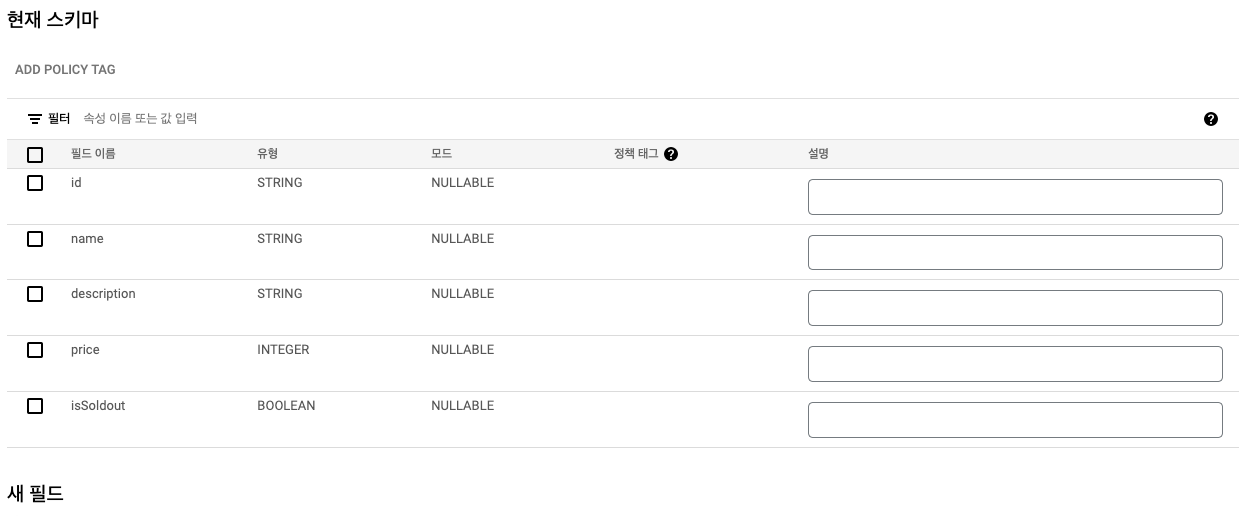 현재 스키마
ADD POLICY TAG
필터 속성 이름 또는 값 입력
필드 이름 유형 모드 정책 태그 설명
id STRING NULLABLE
name STRING NULLABLE
description STRING NULLABLE
price INTEGER NULLABLE
isSoldout BOOLEAN NULLABLE
새 필드